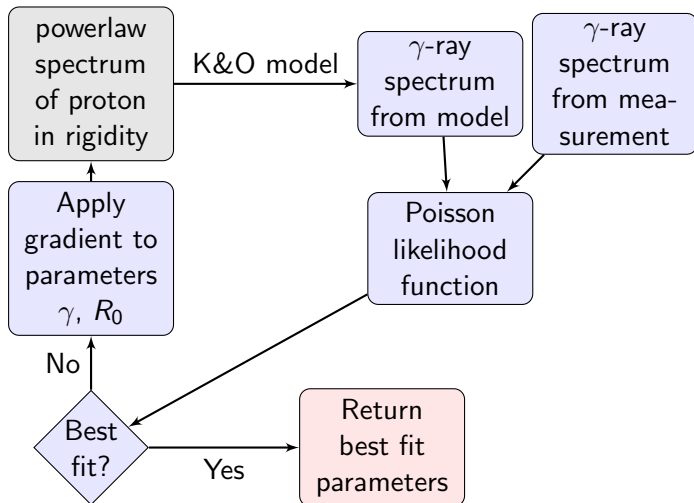 powerlaw
spectrum
of proton
in rigidity
K&O model
γ-ray
spectrum
from model
γ-ray
spectrum
from mea-
surement
Apply
gradient to
parameters
γ, R₀
Poisson
likelihood
function
No
Best
fit?
Yes
Return
best fit
parameters